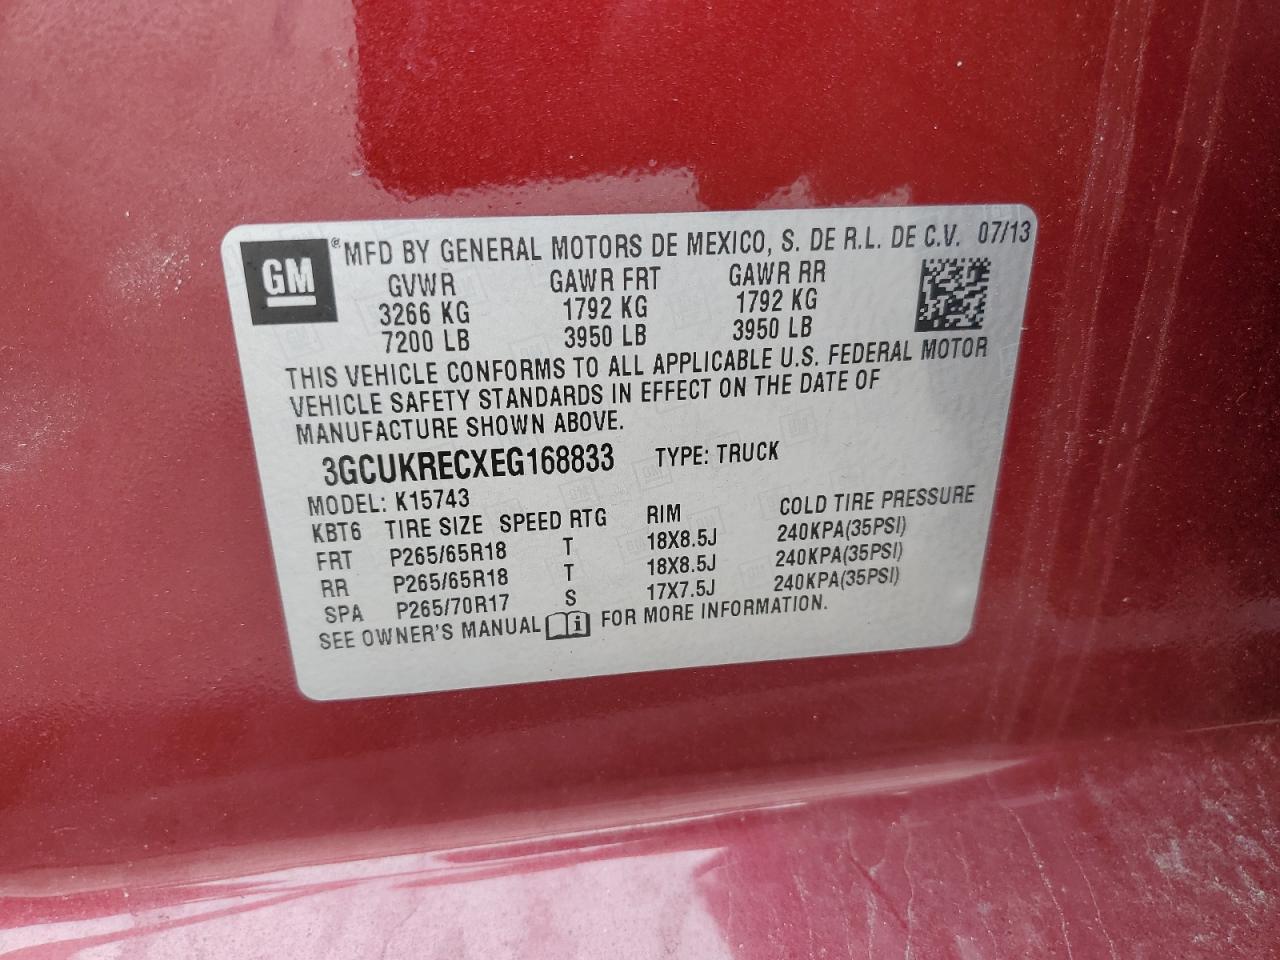 GM ® MFD BY GENERAL MOTORS DE MEXICO, S. DE R.L. DE C.V. 07/13
GVWR GAWR FRT GAWR RR
3266 KG 1792 KG 1792 KG
7200 LB 3950 LB 3950 LB
THIS VEHICLE CONFORMS TO ALL APPLICABLE U.S. FEDERAL MOTOR
VEHICLE SAFETY STANDARDS IN EFFECT ON THE DATE OF
MANUFACTURE SHOWN ABOVE.
3GCUKRECXEG168833 TYPE: TRUCK
MODEL: K15743
KBT6 TIRE SIZE SPEED RTG RIM COLD TIRE PRESSURE
FRT P265/65R18 T 18X8.5J 240KPA(35PSI)
RR P265/65R18 T 18X8.5J 240KPA(35PSI)
SPA P265/70R17 S 17X7.5J 240KPA(35PSI)
SEE OWNER'S MANUAL i FOR MORE INFORMATION.